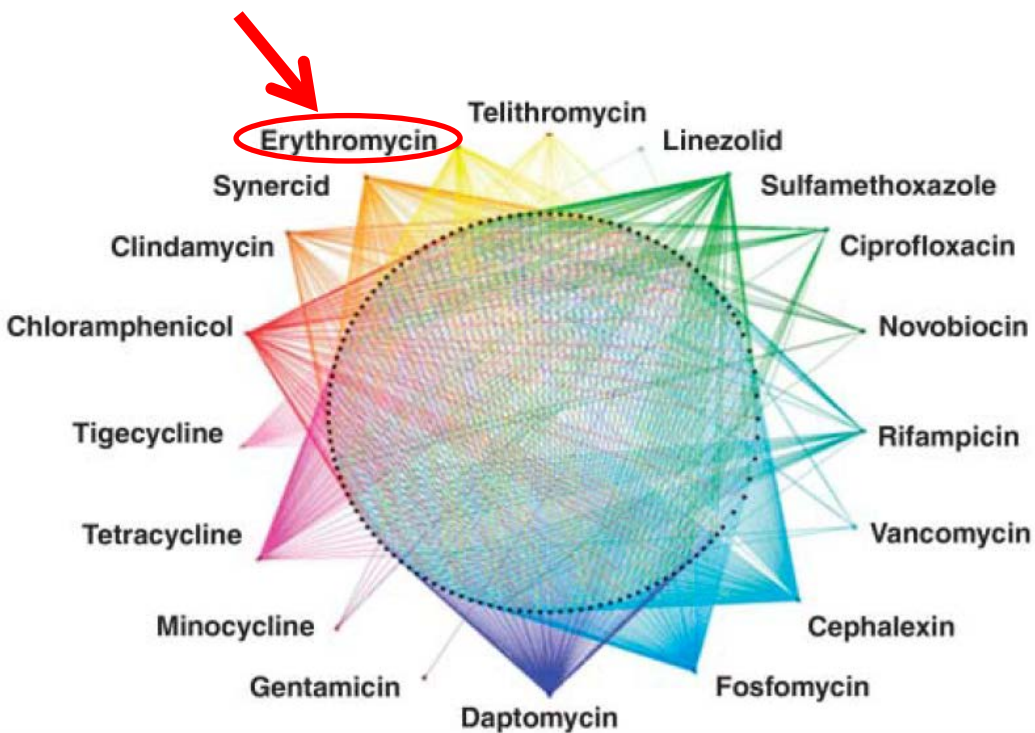 Telithromycin
Erythromycin
Linezolid
Synercid
Sulfamethoxazole
Clindamycin
Ciprofloxacin
Chloramphenicol
Novobiocin
Tigecycline
Rifampicin
Tetracycline
Vancomycin
Minocycline
Cephalexin
Gentamicin
Fosfomycin
Daptomycin